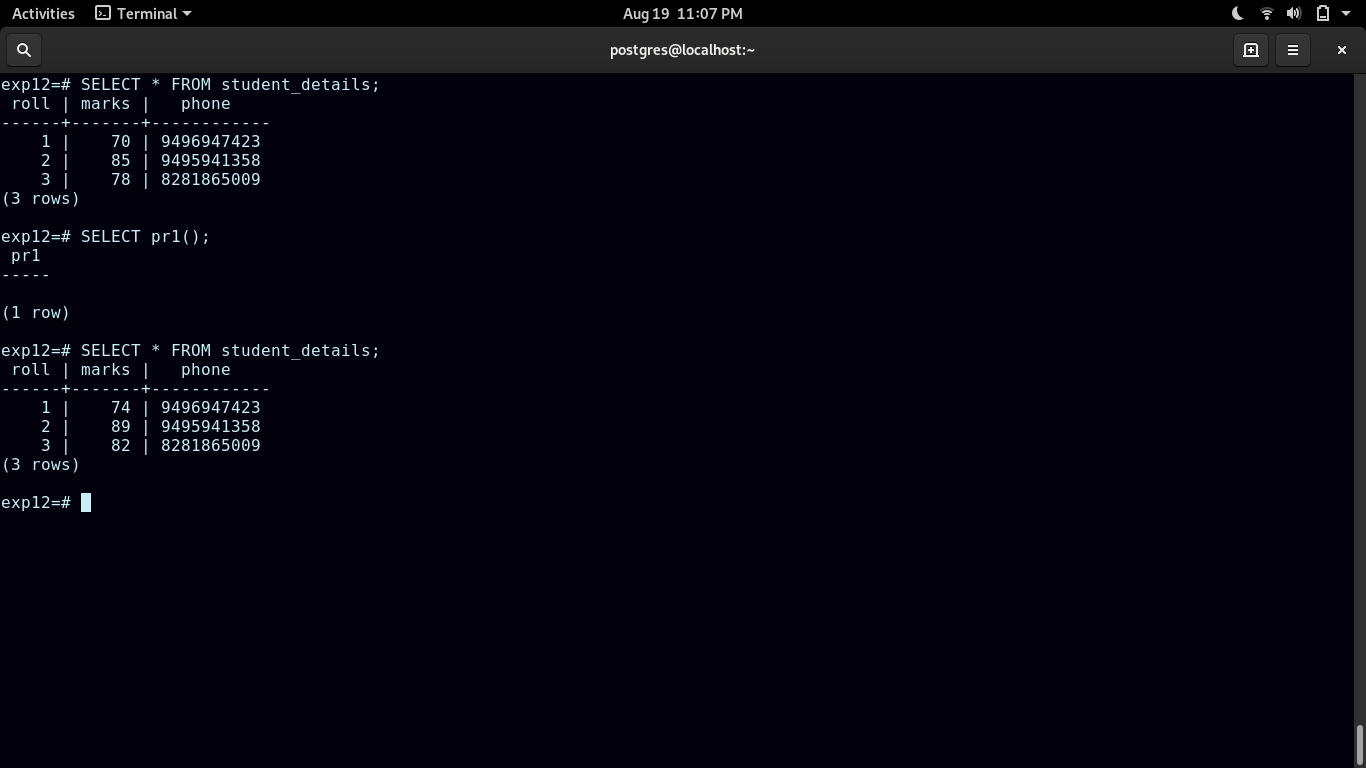 Activities Terminal Aug 19 11:07 PM
postgres@localhost:~
exp12=# SELECT * FROM student_details;
 roll | marks |   phone
------+-------+------------
    1 |    70 | 9496947423
    2 |    85 | 9495941358
    3 |    78 | 8281865009
(3 rows)
exp12=# SELECT pr1();
 pr1
-----
(1 row)
exp12=# SELECT * FROM student_details;
 roll | marks |   phone
------+-------+------------
    1 |    74 | 9496947423
    2 |    89 | 9495941358
    3 |    82 | 8281865009
(3 rows)
exp12=#